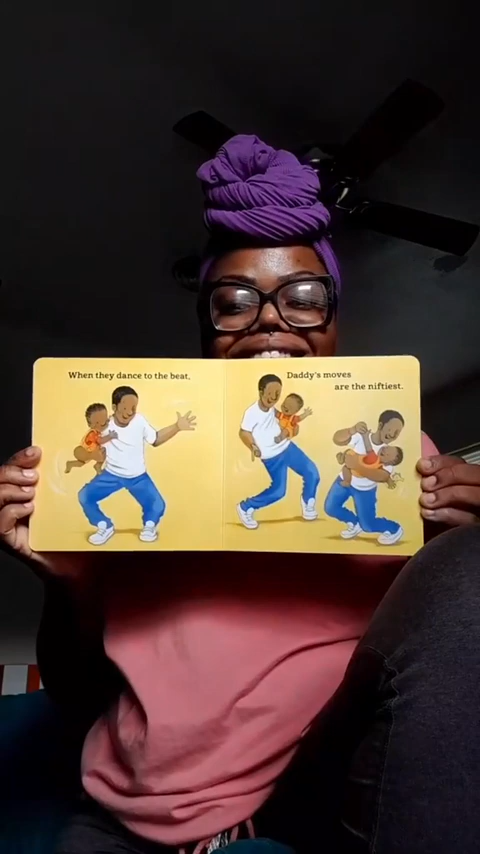 When they dance to the beat,
Daddy's moves
are the niftiest.